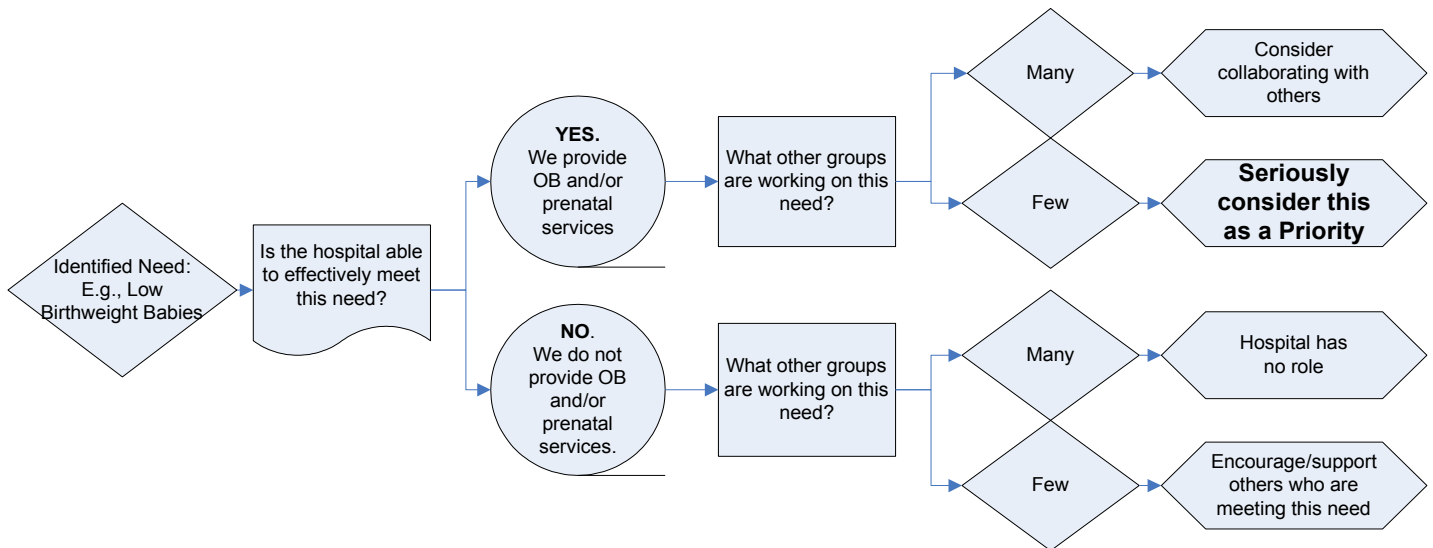 Identified Need:
E.g., Low
Birthweight Babies
Is the hospital able
to effectively meet
this need?
YES.
We provide
OB and/or
prenatal
services
What other groups
are working on this
need?
Many
Consider
collaborating with
others
Few
Seriously
consider this
as a Priority
NO.
We do not
provide OB
and/or
prenatal
services.
What other groups
are working on this
need?
Many
Hospital has
no role
Few
Encourage/support
others who are
meeting this need